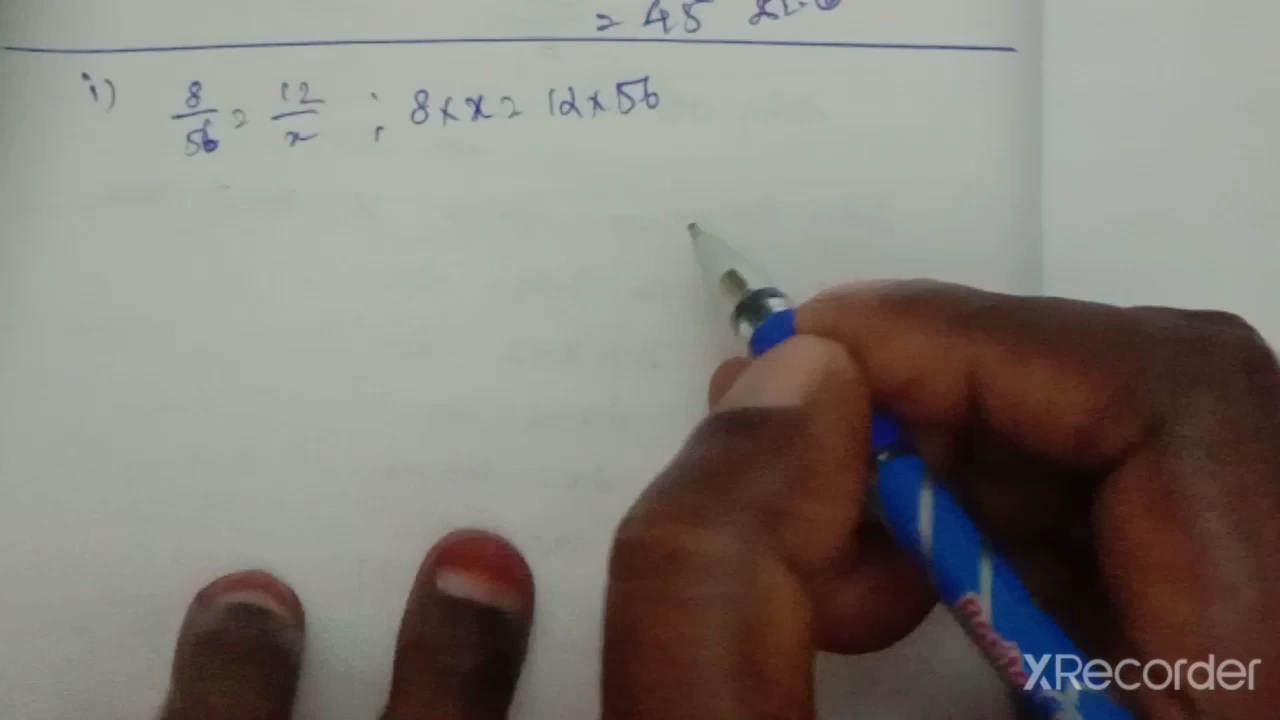 = 45
i) 8/56 = 12/x ; 8 × x = 12 × 56
XRecorder